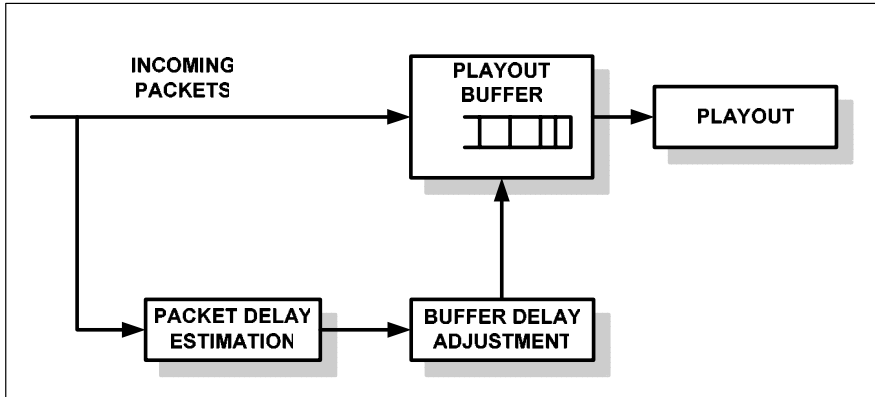 INCOMING
PACKETS
PLAYOUT
BUFFER
PLAYOUT
PACKET DELAY
ESTIMATION
BUFFER DELAY
ADJUSTMENT